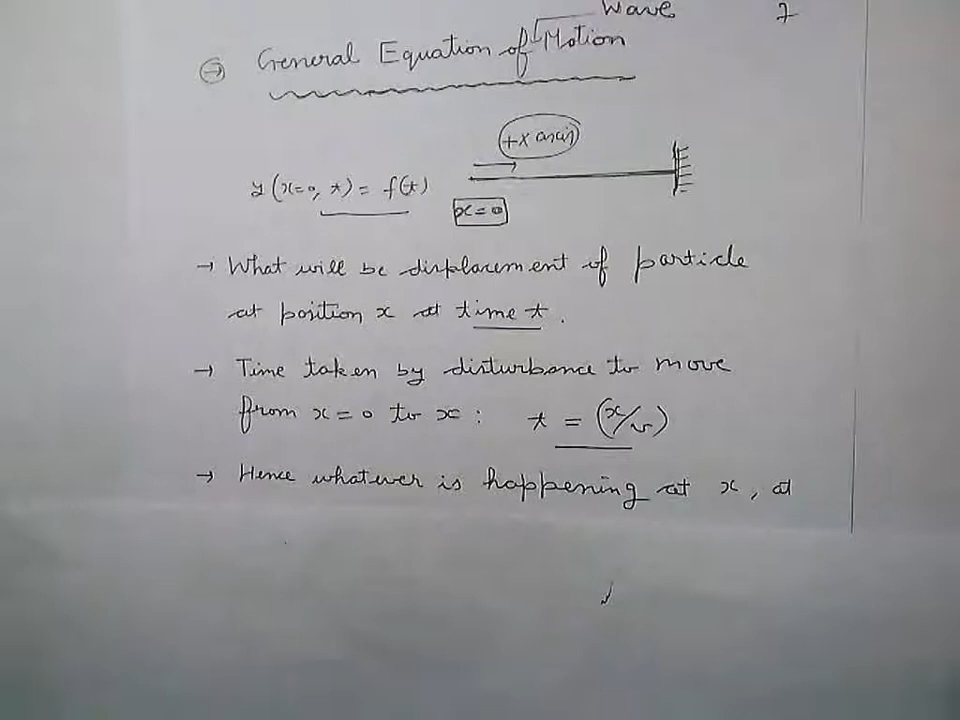 Wave 7
→ General Equation of Motion
+x axis
y (x=0, t) = f(t)
x=0
→ What will be displacement of particle
at position x at time t.
→ Time taken by disturbance to move
from x=0 to x: t = (x/v)
→ Hence whatever is happening at x, at